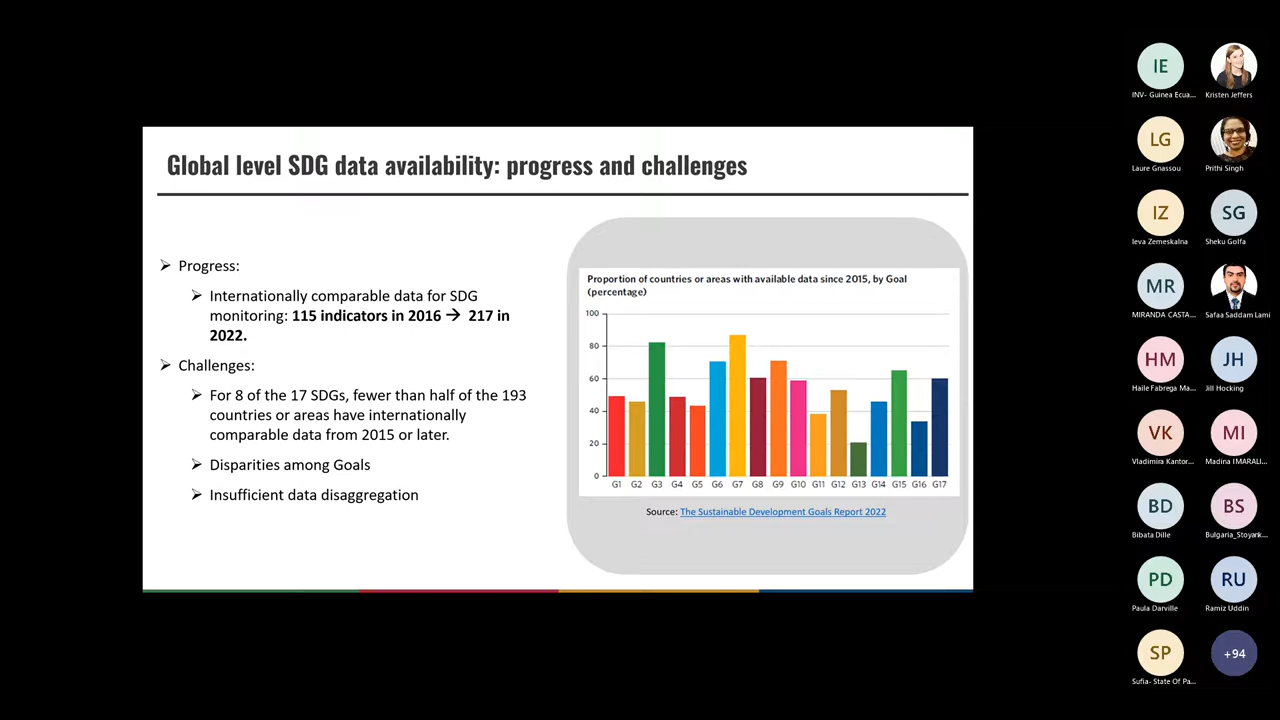 Global level SDG data availability: progress and challenges
Progress:
Internationally comparable data for SDG
monitoring: 115 indicators in 2016 → 217 in
2022.
Challenges:
For 8 of the 17 SDGs, fewer than half of the 193
countries or areas have internationally
comparable data from 2015 or later.
Disparities among Goals
Insufficient data disaggregation
Proportion of countries or areas with available data since 2015, by Goal
(percentage)
100
80
60
40
20
0
G1 G2 G3 G4 G5 G6 G7 G8 G9 G10 G11 G12 G13 G14 G15 G16 G17
Source: The Sustainable Development Goals Report 2022
IE
INV- Guinea Ecua...
Kristen Jeffers
LG
Laure Gnassou
Prithi Singh
IZ
Ieva Zemeskalna
SG
Sheku Golfa
MR
MIRANDA CASTA...
Safaa Saddam Lami
HM
Haile Fabrega Ma...
JH
Jill Hocking
VK
Vladimira Kantor...
MI
Madina IMARALI...
BD
Bibata Dille
BS
Bulgaria_Stoyank...
PD
Paula Darville
RU
Ramiz Uddin
SP
Sufia- State Of Pa...
+94